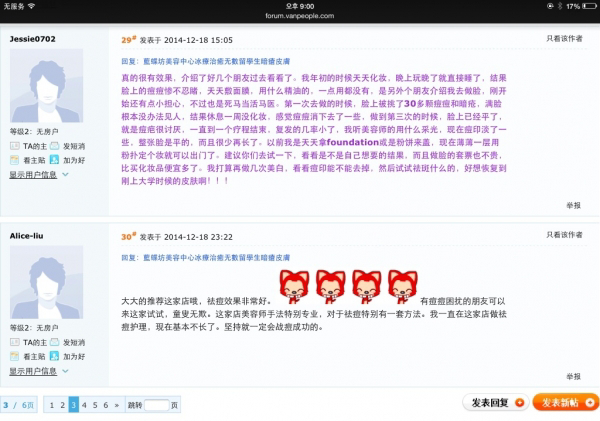 无服务
오후 9:00
17%
forum.vanpeople.com
Jessie0702
29# 发表于 2014-12-18 15:05
只看该作者
回复：藍蝶坊美容中心冰療治癒无數留學生暗瘡皮膚
真的很有效果，介绍了好几个朋友过去看看了。我年初的时候天天化妆，晚上玩晚了就直接睡了，结果
脸上的痘痘惨不忍睹，天天敷面膜，用什么精油的，一点用都没有，是另外个朋友介绍我去做脸，刚开
始还有点小担心，不过也是死马当活马医。第一次去做的时候，脸上被挑了30多颗痘痘和暗疮，满脸
根本没办法见人，结果休息一周没化妆，感觉痘痘消下去了一些，做到第三次的时候，脸上已经平了，
就是痘疤很讨厌，一直到一个疗程结束，复发的几率小了，我听美容师的用什么采光，现在痘印淡了一
些，整张脸是平的，而且很少再长了。以前我是天天拿foundation或是粉饼来盖，现在薄薄一层用
粉扑定个妆就可以出门了。建议你们去试一下，看看是不是自己想要的结果，而且做脸的套票也不贵，
比买化妆品便宜多了。我打算再做几次美白，看看痘印能不能去掉，然后试试祛斑什么的，好想恢复到
刚上大学时候的皮肤啊！！！
等级2：无房户
TA的主 发短消
看主贴 加为好
显示用户信息
举报
Alice-liu
30# 发表于 2014-12-18 23:22
只看该作者
回复：藍蝶坊美容中心冰療治癒无數留學生暗瘡皮膚
大大的推荐这家店哦，祛痘效果非常好。 有痘痘困扰的朋友可以
来这家试试，童叟无欺。这家店美容师手法特别专业，对于祛痘特别有一套方法。我一直在这家店做祛
痘护理，现在基本不长了。坚持就一定会战痘成功的。
等级2：无房户
TA的主 发短消
看主贴 加为好
显示用户信息
举报
3 / 6页 1 2 3 4 5 6 » 跳转 页
发表回复
发表新帖